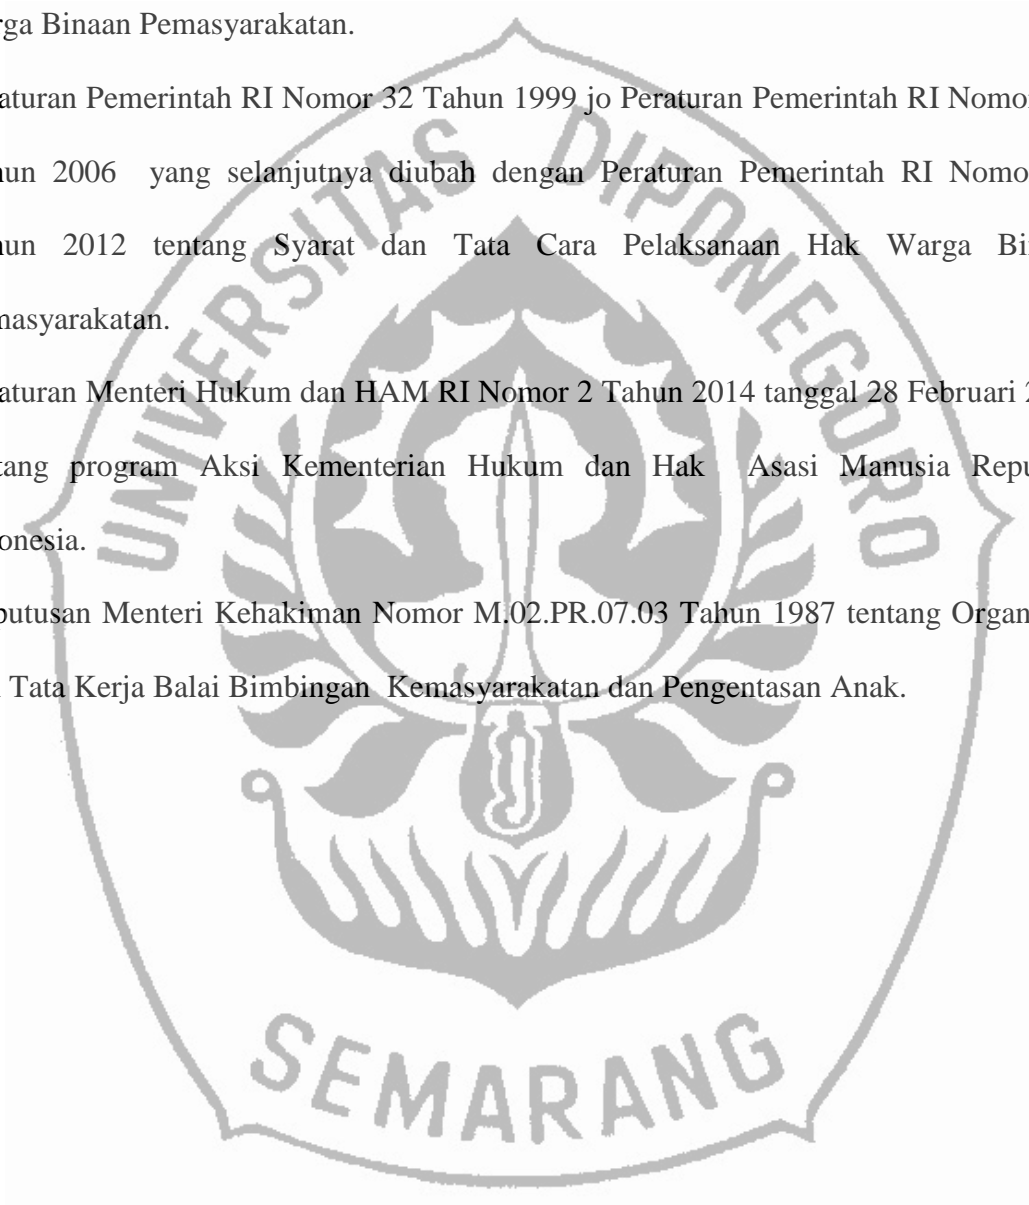 rga Binaan Pemasyarakatan.
aturan Pemerintah RI Nomor 32 Tahun 1999 jo Peraturan Pemerintah RI Nomor
un 2006 yang selanjutnya diubah dengan Peraturan Pemerintah RI Nomo
un 2012 tentang Syarat dan Tata Cara Pelaksanaan Hak Warga Bi
masyarakatan.
aturan Menteri Hukum dan HAM RI Nomor 2 Tahun 2014 tanggal 28 Februari 2
tang program Aksi Kementerian Hukum dan Hak Asasi Manusia Repu
onesia.
utusan Menteri Kehakiman Nomor M.02.PR.07.03 Tahun 1987 tentang Organ
Tata Kerja Balai Bimbingan Kemasyarakatan dan Pengentasan Anak.
UNIVERSITAS DIPONEGORO
SEMARANG